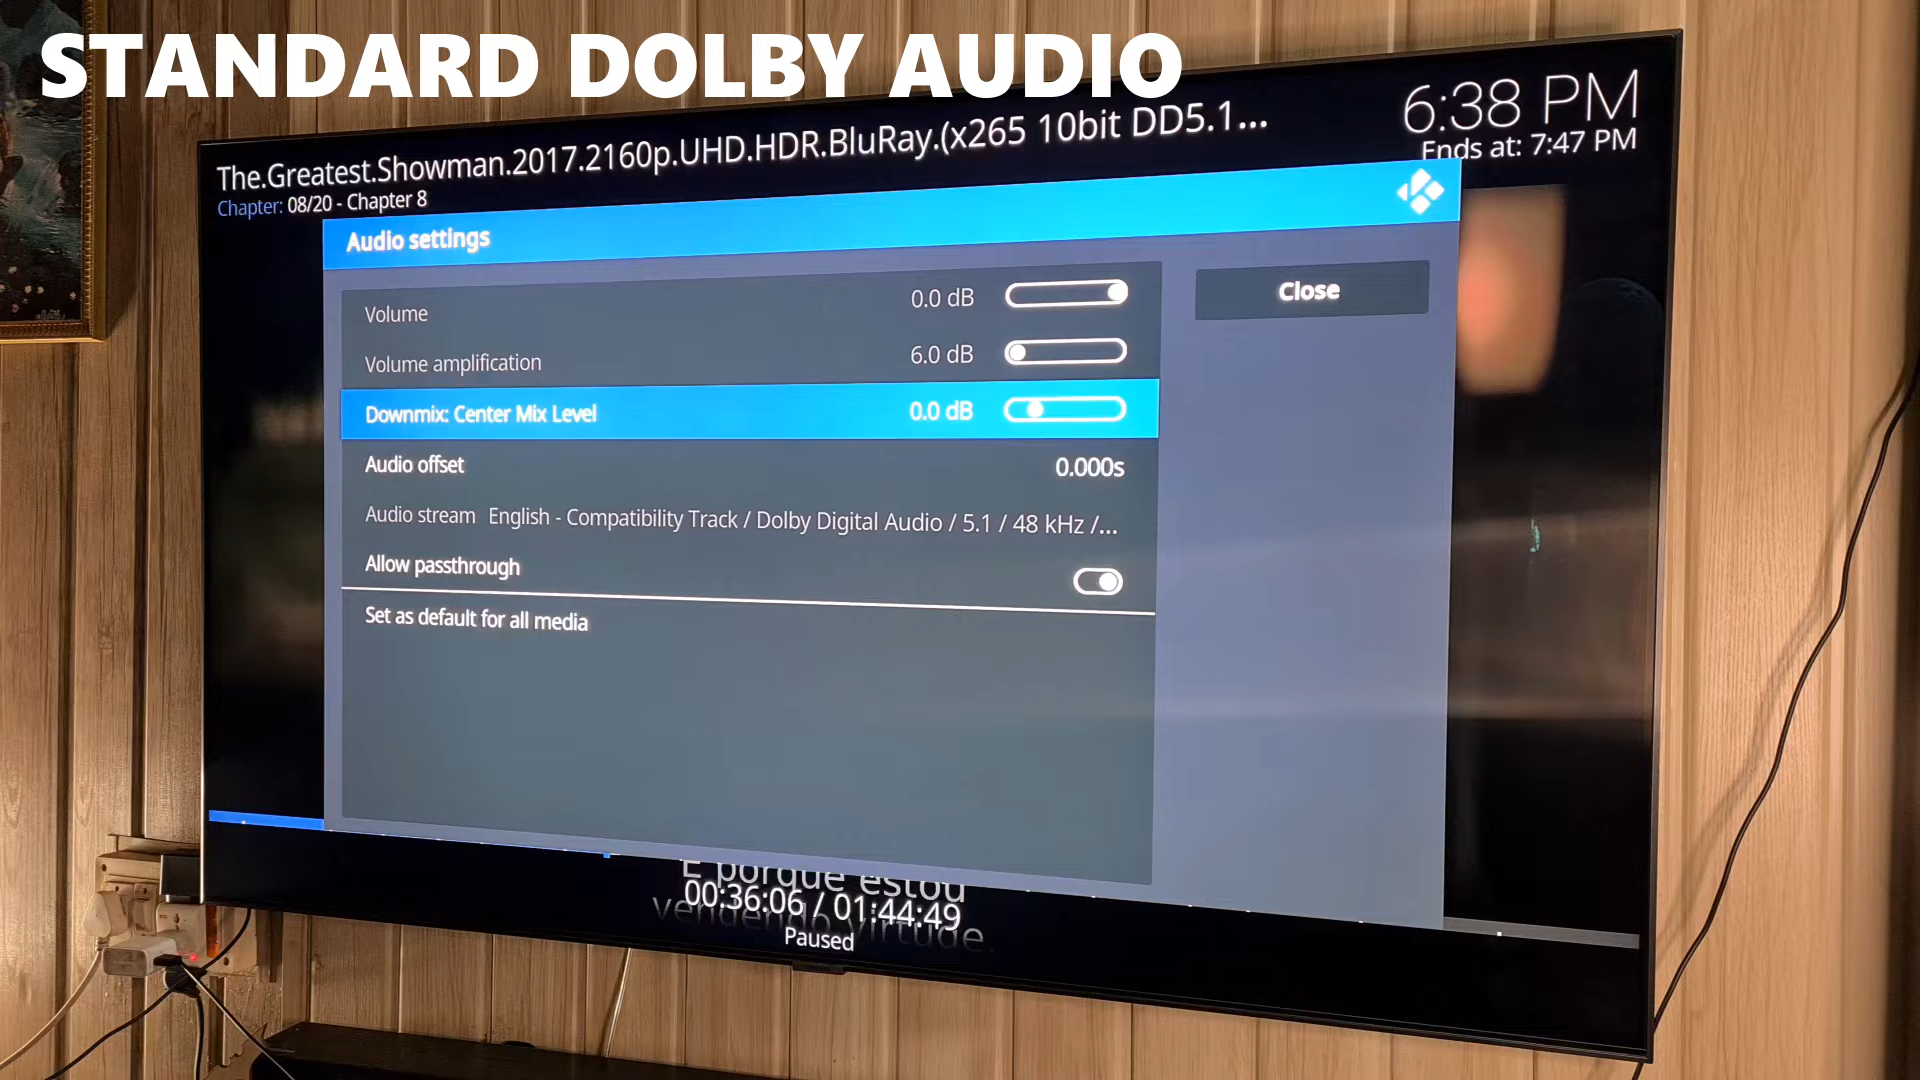 STANDARD DOLBY AUDIO
The.Greatest.Showman.2017.2160p.UHD.HDR.BluRay.(x265 10bit DD5.1...
6:38 PM
Chapter: 08/20 - Chapter 8
Ends at: 7:47 PM
Audio settings
Close
Volume 0.0 dB
Volume amplification 6.0 dB
Downmix: Center Mix Level 0.0 dB
Audio offset 0.000s
Audio stream English - Compatibility Track / Dolby Digital Audio / 5.1 / 48 kHz /...
Allow passthrough
Set as default for all media
E porque estou
00:36:06 / 01:44:49
vendendo virtude.
Paused